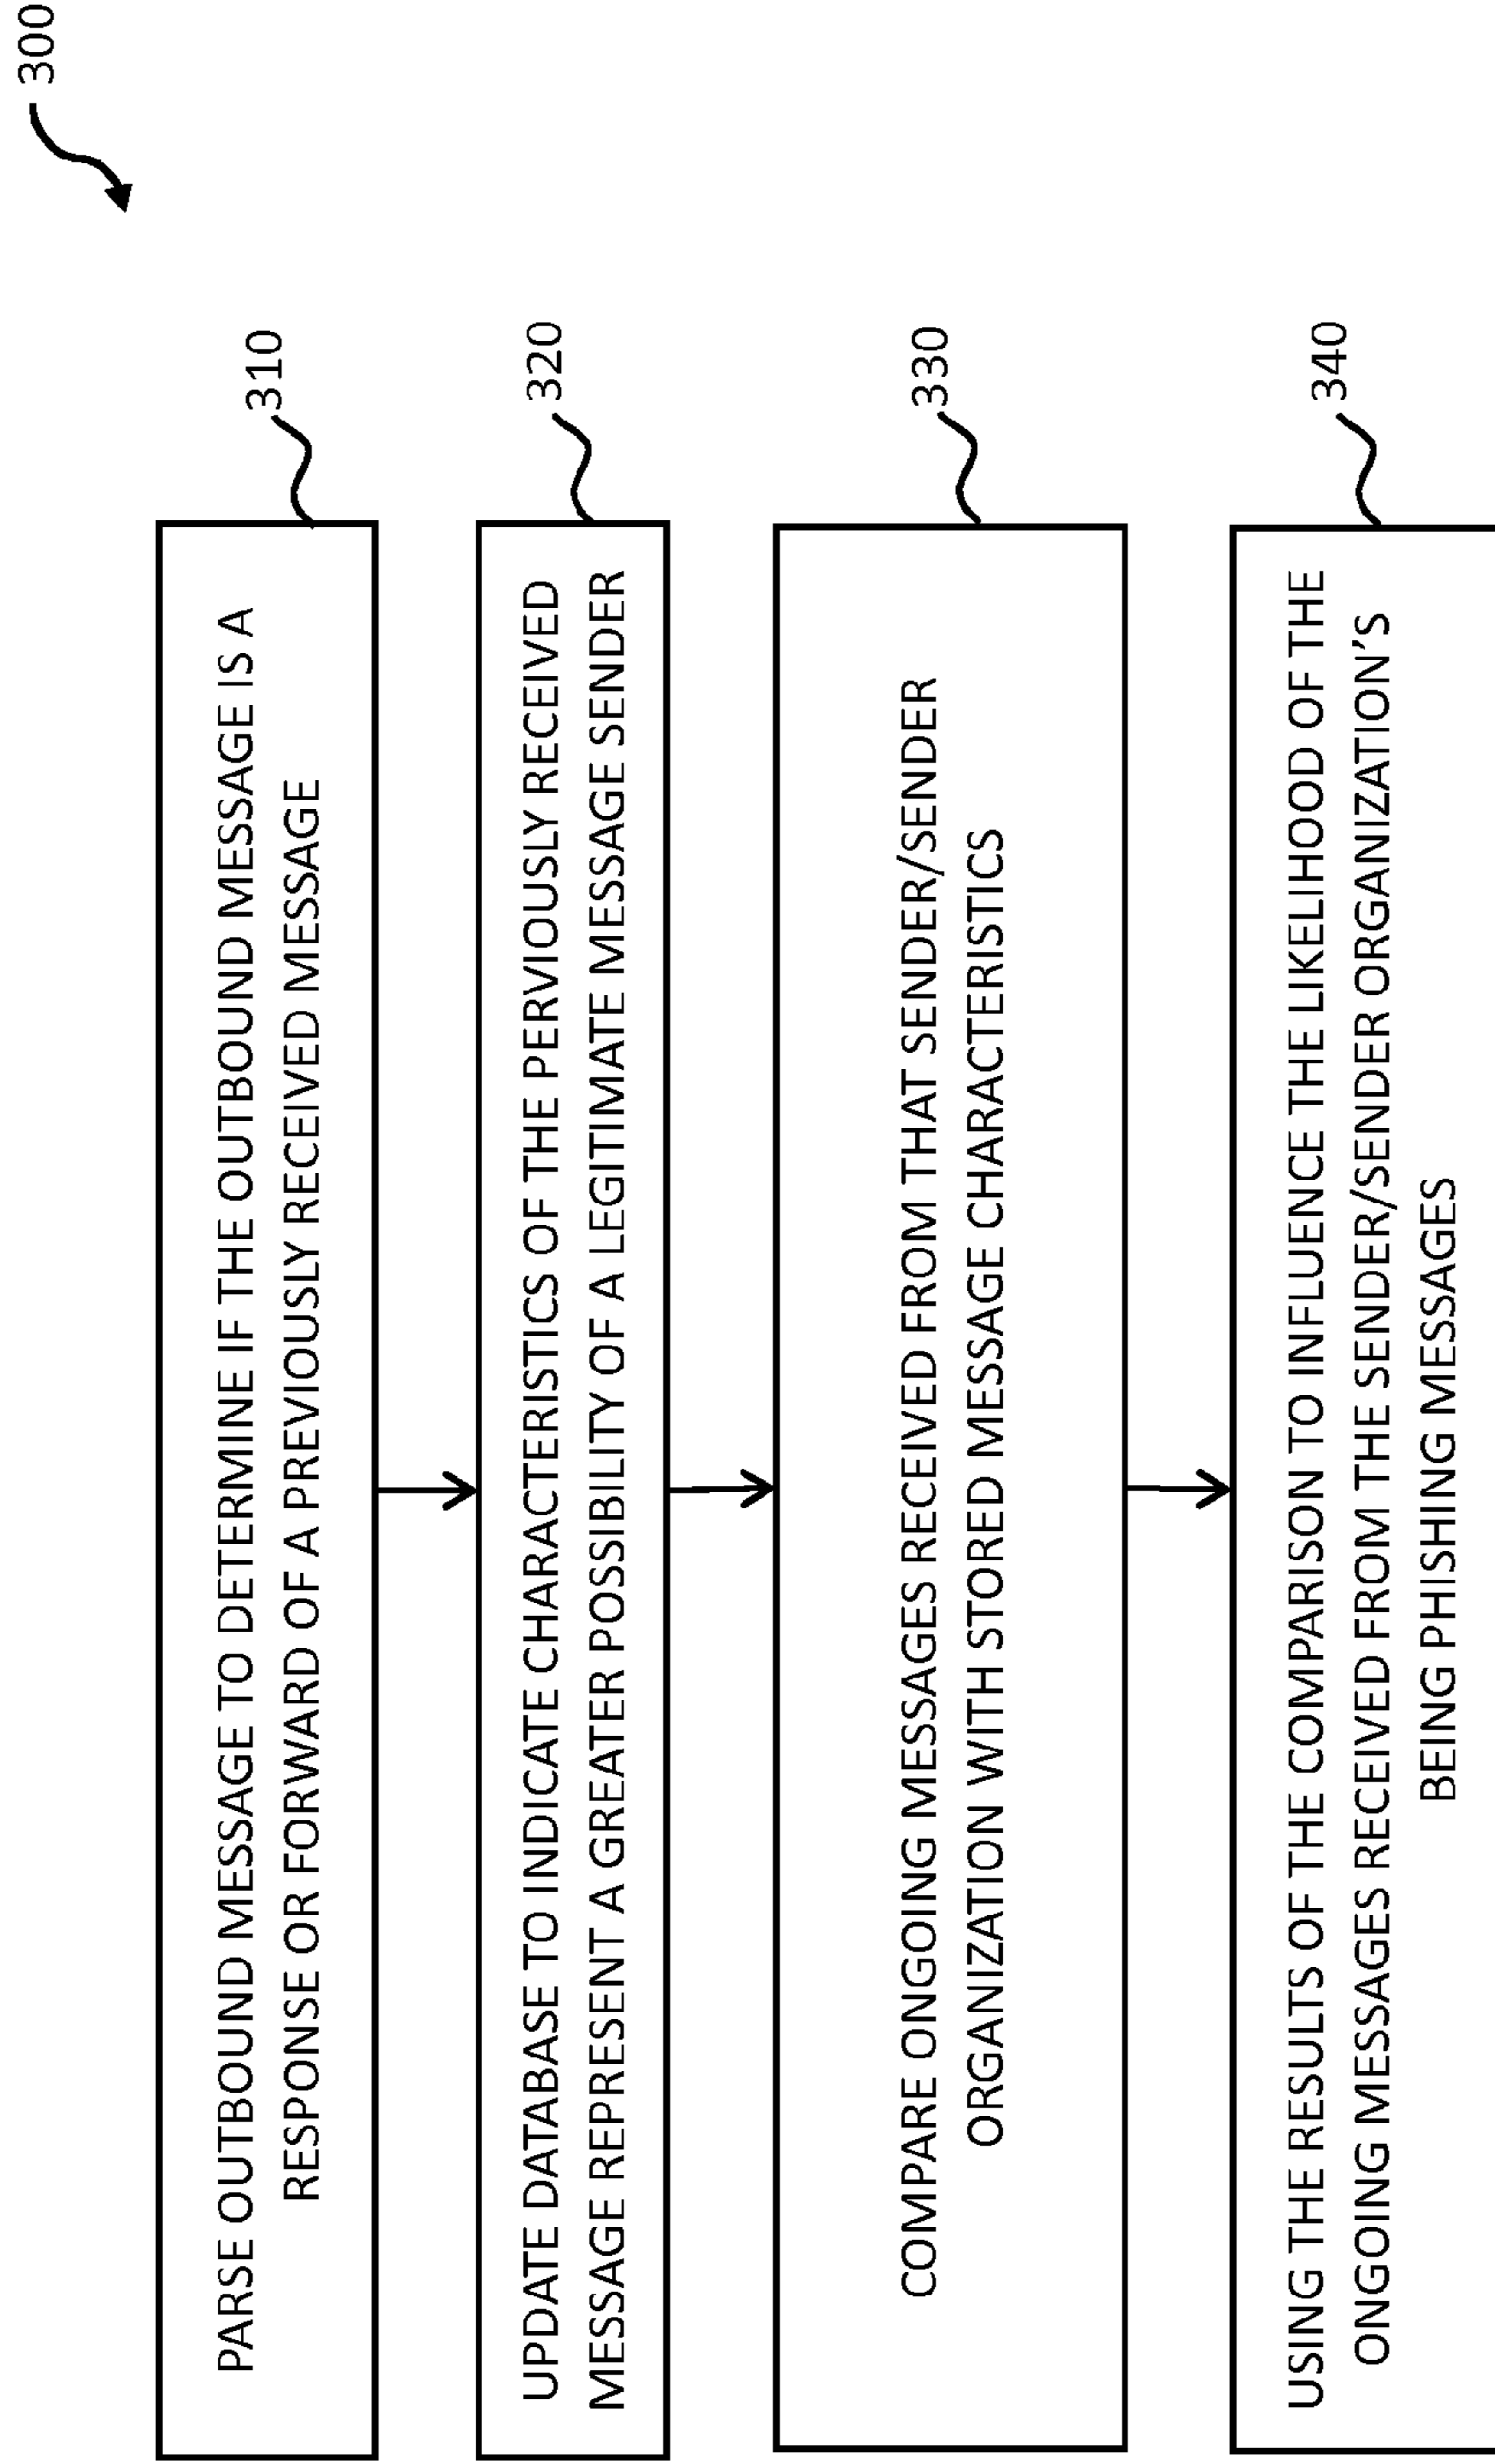 300
PARSE OUTBOUND MESSAGE TO DETERMINE IF THE OUTBOUND MESSAGE IS A
RESPONSE OR FORWARD OF A PREVIOUSLY RECEIVED MESSAGE
310
UPDATE DATABASE TO INDICATE CHARACTERISTICS OF THE PERVIOUSLY RECEIVED
MESSAGE REPRESENT A GREATER POSSIBILITY OF A LEGITIMATE MESSAGE SENDER
320
COMPARE ONGOING MESSAGES RECEIVED FROM THAT SENDER/SENDER
ORGANIZATION WITH STORED MESSAGE CHARACTERISTICS
330
USING THE RESULTS OF THE COMPARISON TO INFLUENCE THE LIKELIHOOD OF THE
ONGOING MESSAGES RECEIVED FROM THE SENDER/SENDER ORGANIZATION'S
BEING PHISHING MESSAGES
340